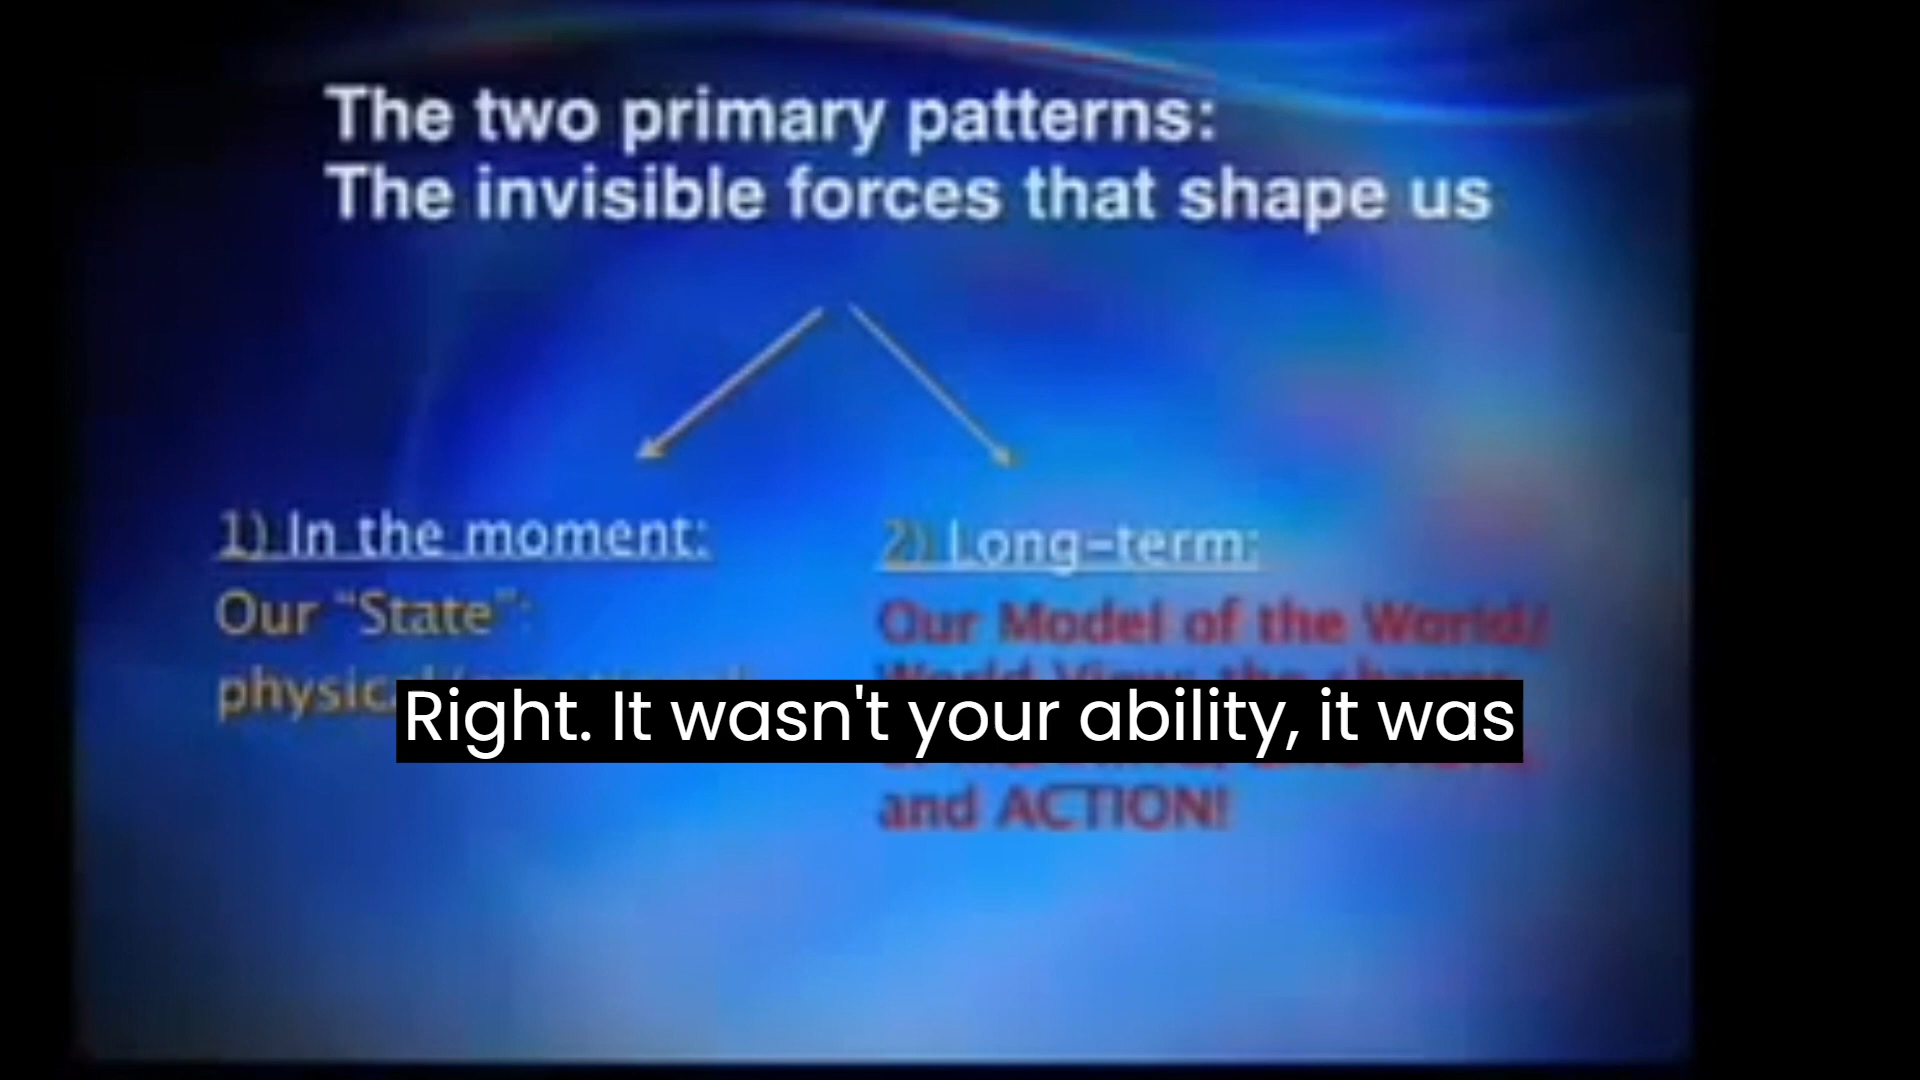 The two primary patterns:
The invisible forces that shape us
1) In the moment:
Our “State”:
2) Long-term:
Our Model of the World/
Right. It wasn't your ability, it was
and ACTION!